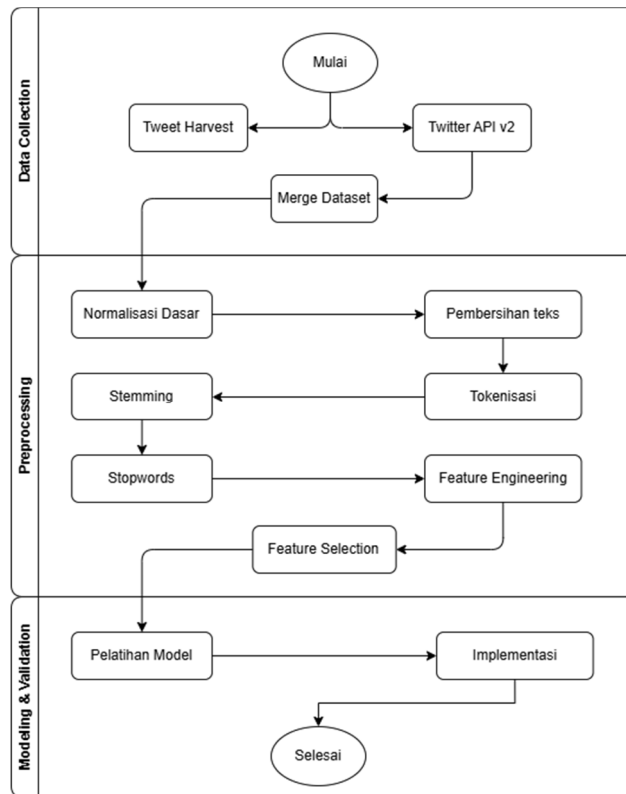 Data Collection
Mulai
Tweet Harvest
Twitter API v2
Merge Dataset
Preprocessing
Normalisasi Dasar
Pembersihan teks
Tokenisasi
Stemming
Stopwords
Feature Engineering
Feature Selection
Modeling & Validation
Pelatihan Model
Implementasi
Selesai